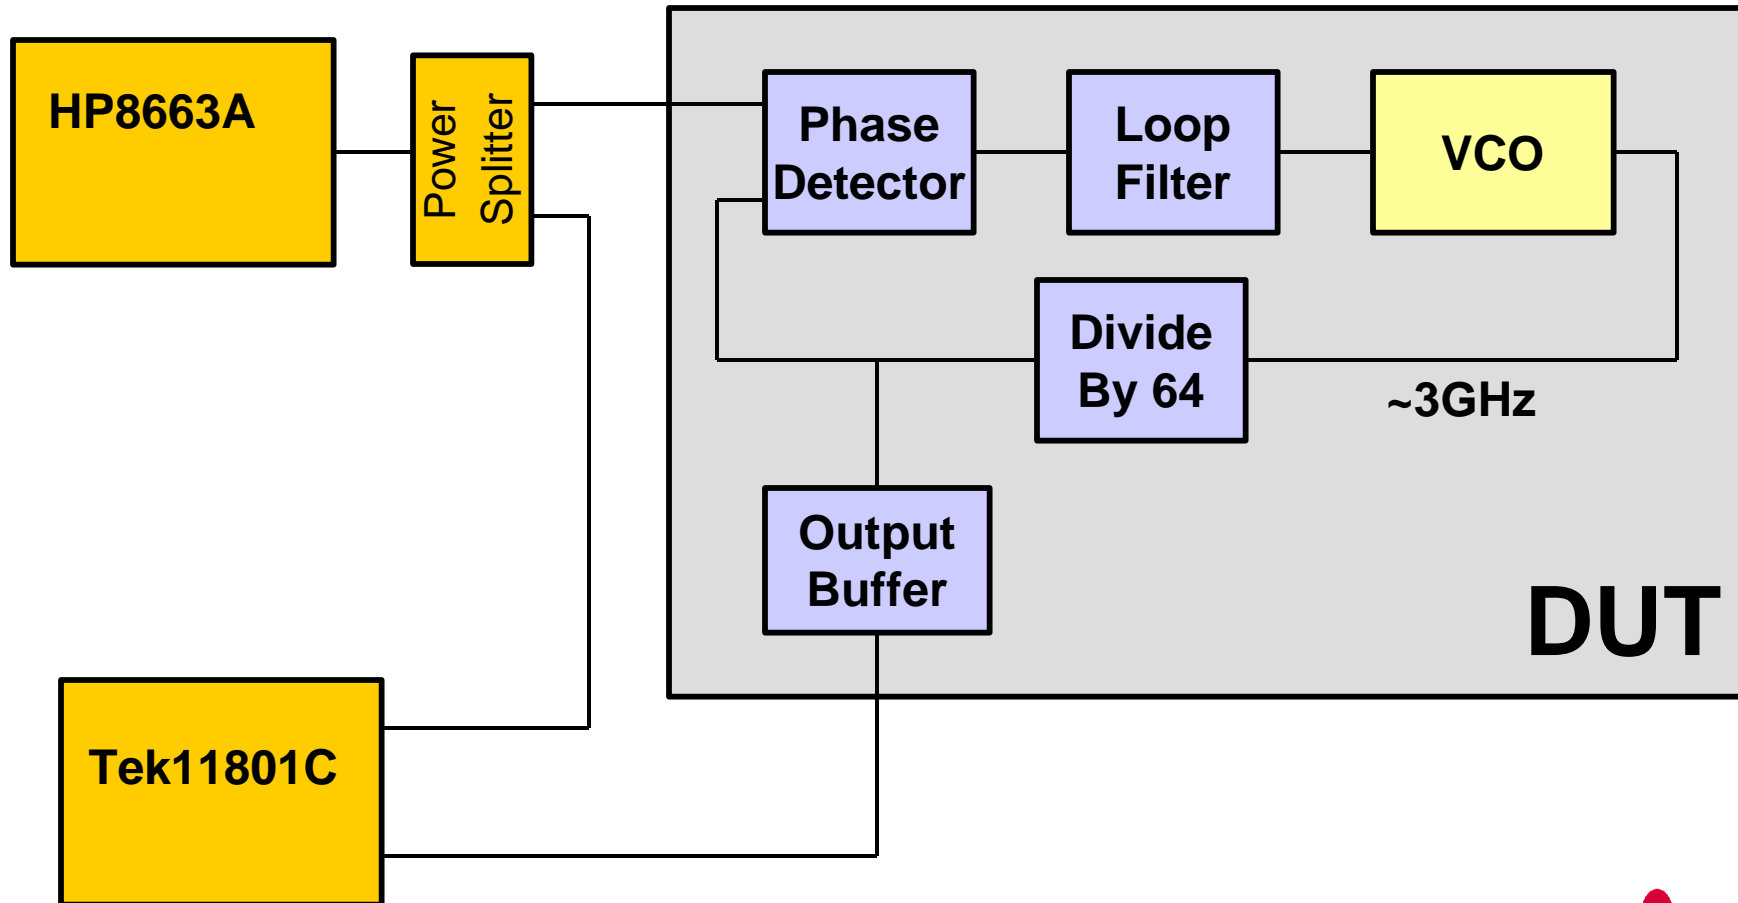 HP8663A
Power
Splitter
Phase
Detector
Loop
Filter
VCO
Divide
By 64
~3GHz
Output
Buffer
DUT
Tek11801C